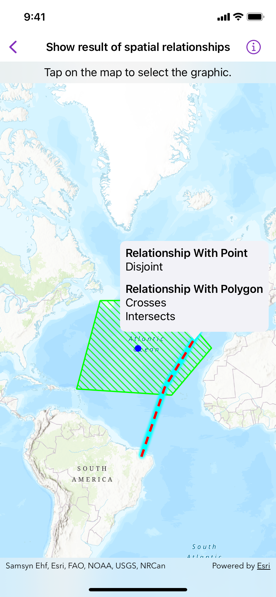 9:41
Show result of spatial relationships
Tap on the map to select the graphic.
Relationship With Point
Disjoint
Relationship With Polygon
Crosses
Intersects
Atlantic
Ocean
SOUTH
AMERICA
South
Atlantic
Samsyn Ehf, Esri, FAO, NOAA, USGS, NRCan
Powered by Esri